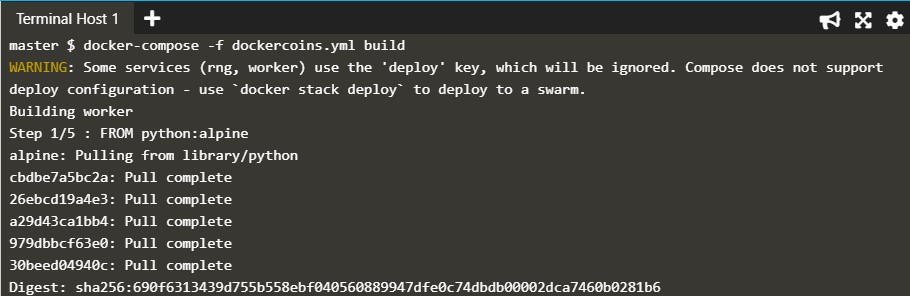 Terminal Host 1 +
master $ docker-compose -f dockercoins.yml build
WARNING: Some services (rng, worker) use the 'deploy' key, which will be ignored. Compose does not support
deploy configuration - use `docker stack deploy` to deploy to a swarm.
Building worker
Step 1/5 : FROM python:alpine
alpine: Pulling from library/python
cbdbe7a5bc2a: Pull complete
26ebcd19a4e3: Pull complete
a29d43ca1bb4: Pull complete
979dbbcf63e0: Pull complete
30beed04940c: Pull complete
Digest: sha256:690f6313439d755b558ebf040560889947dfe0c74dbdb00002dca7460b0281b6